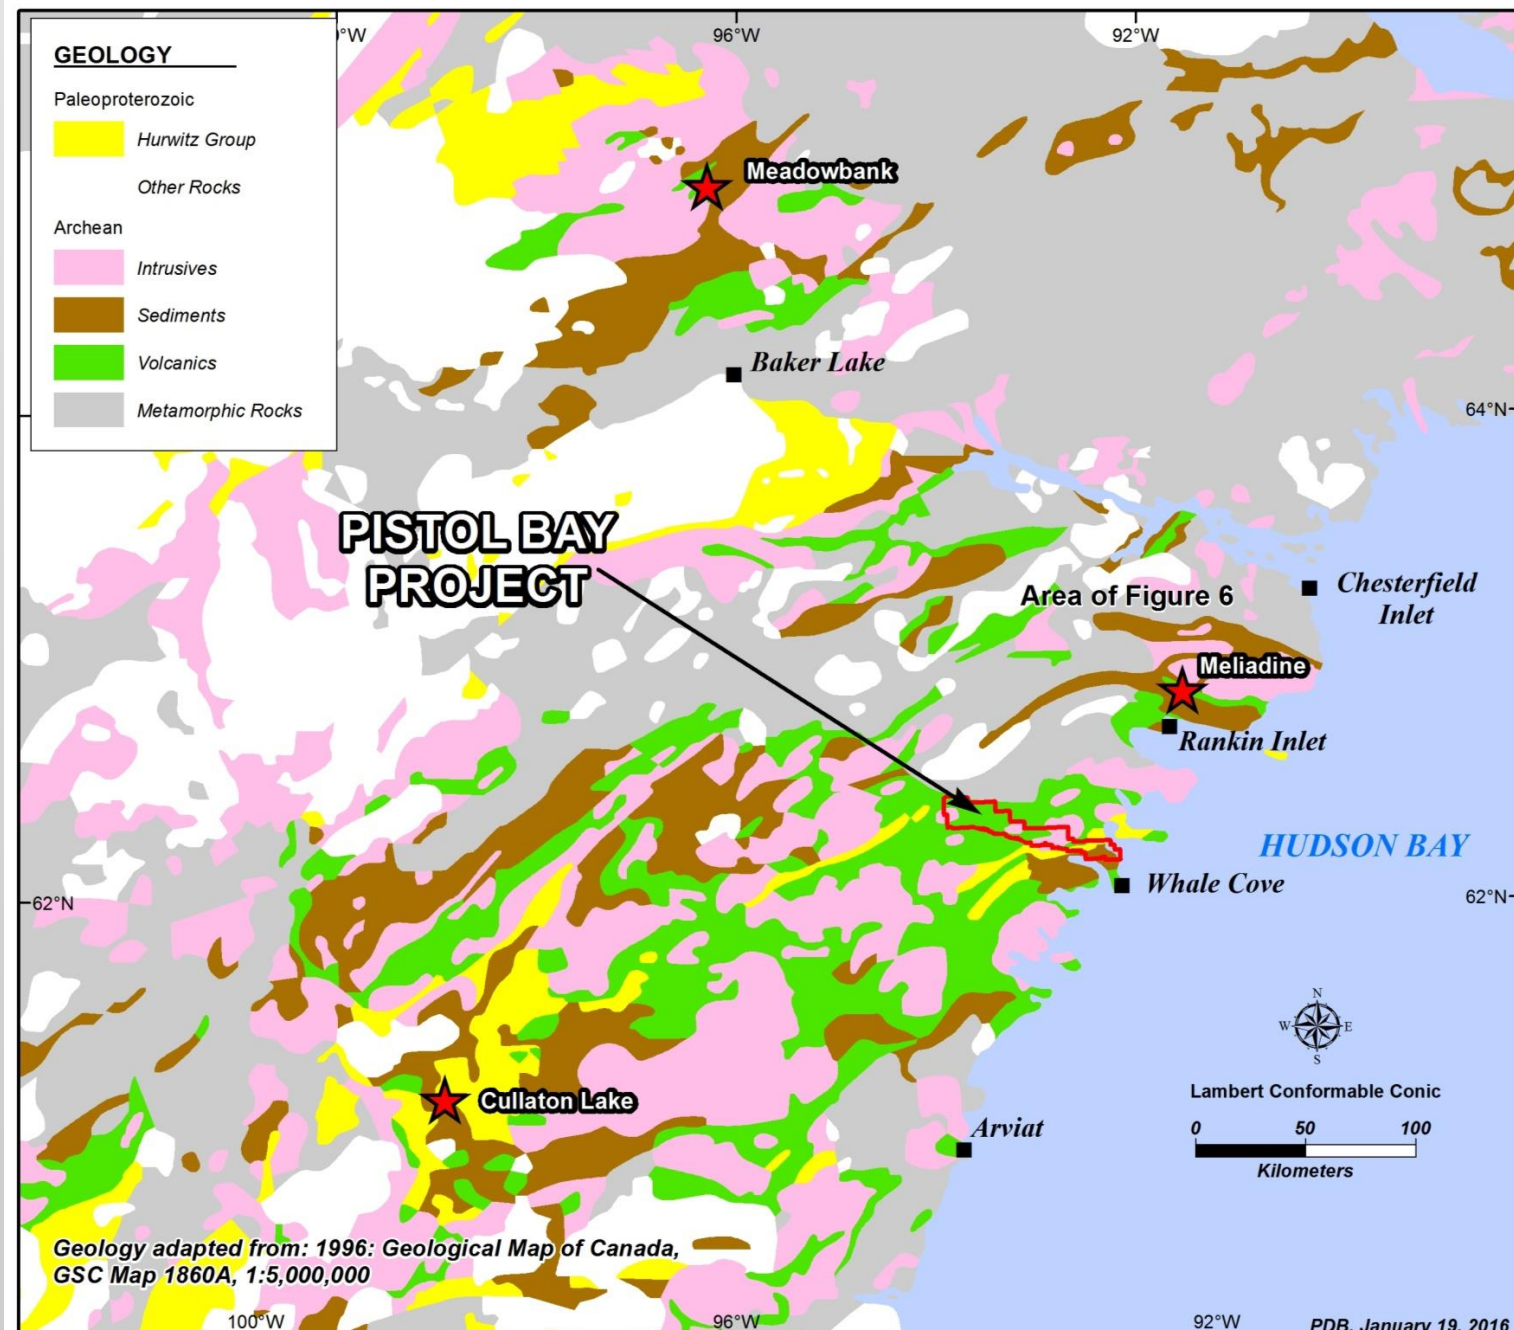 GEOLOGY
Paleoproterozoic
Hurwitz Group
Other Rocks
Archean
Intrusives
Sediments
Volcanics
Metamorphic Rocks
°W
96°W
92°W
Meadowbank
Baker Lake
64°N
PISTOL BAY
PROJECT
Area of Figure 6
Chesterfield
Inlet
Meliadine
Rankin Inlet
HUDSON BAY
Whale Cove
62°N
62°N
N
W
E
S
Lambert Conformable Conic
Cullaton Lake
Arviat
0
50
100
Kilometers
Geology adapted from: 1996: Geological Map of Canada,
GSC Map 1860A, 1:5,000,000
100°W
96°W
92°W
PDB, January 19, 2016